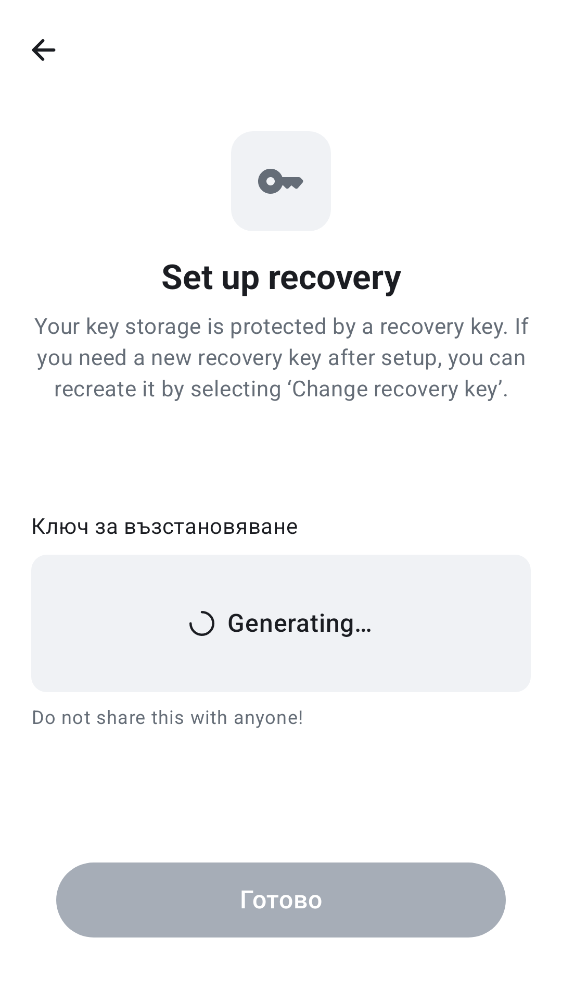 Set up recovery
Your key storage is protected by a recovery key. If
you need a new recovery key after setup, you can
recreate it by selecting ‘Change recovery key’.
Ключ за възстановяване
Generating…
Do not share this with anyone!
Готово